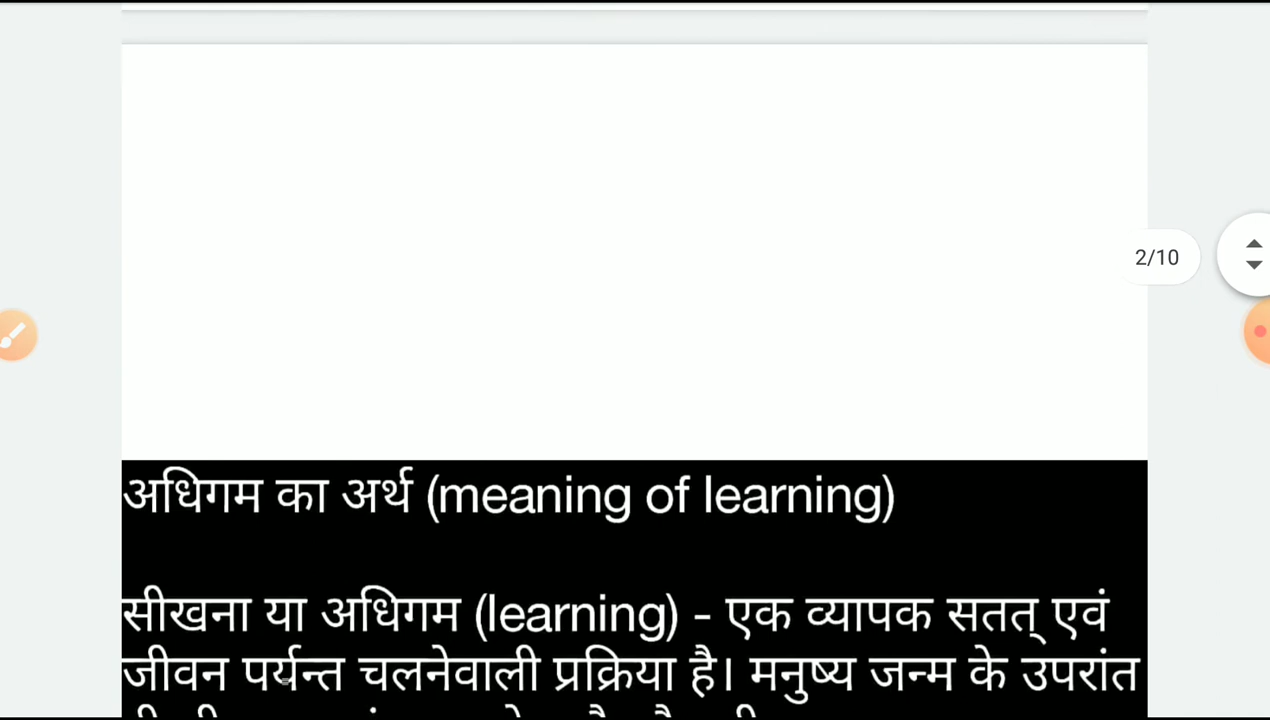 2/10
अधिगम का अर्थ (meaning of learning)
सीखना या अधिगम (learning) - एक व्यापक सतत् एवं
जीवन पर्यन्त चलनेवाली प्रक्रिया है। मनुष्य जन्म के उपरांत